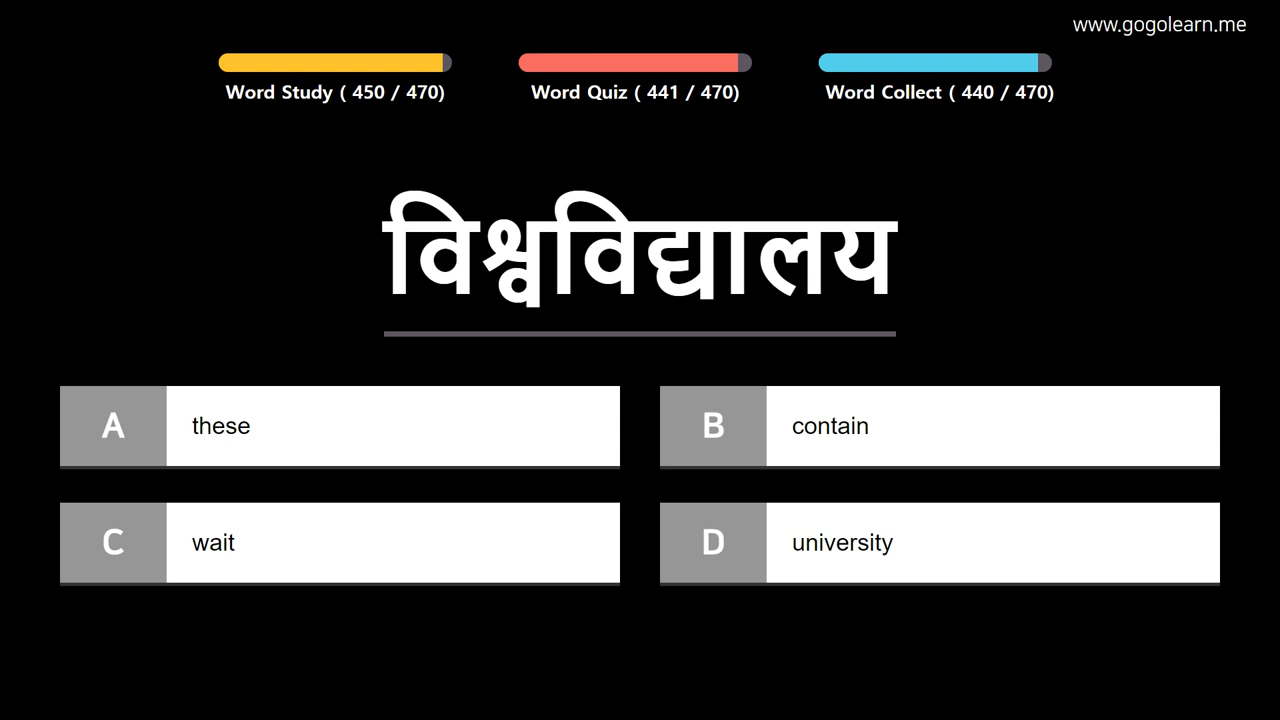 www.gogolearn.me
Word Study ( 450 / 470)
Word Quiz ( 441 / 470)
Word Collect ( 440 / 470)
विश्वविद्यालय
A these
B contain
C wait
D university